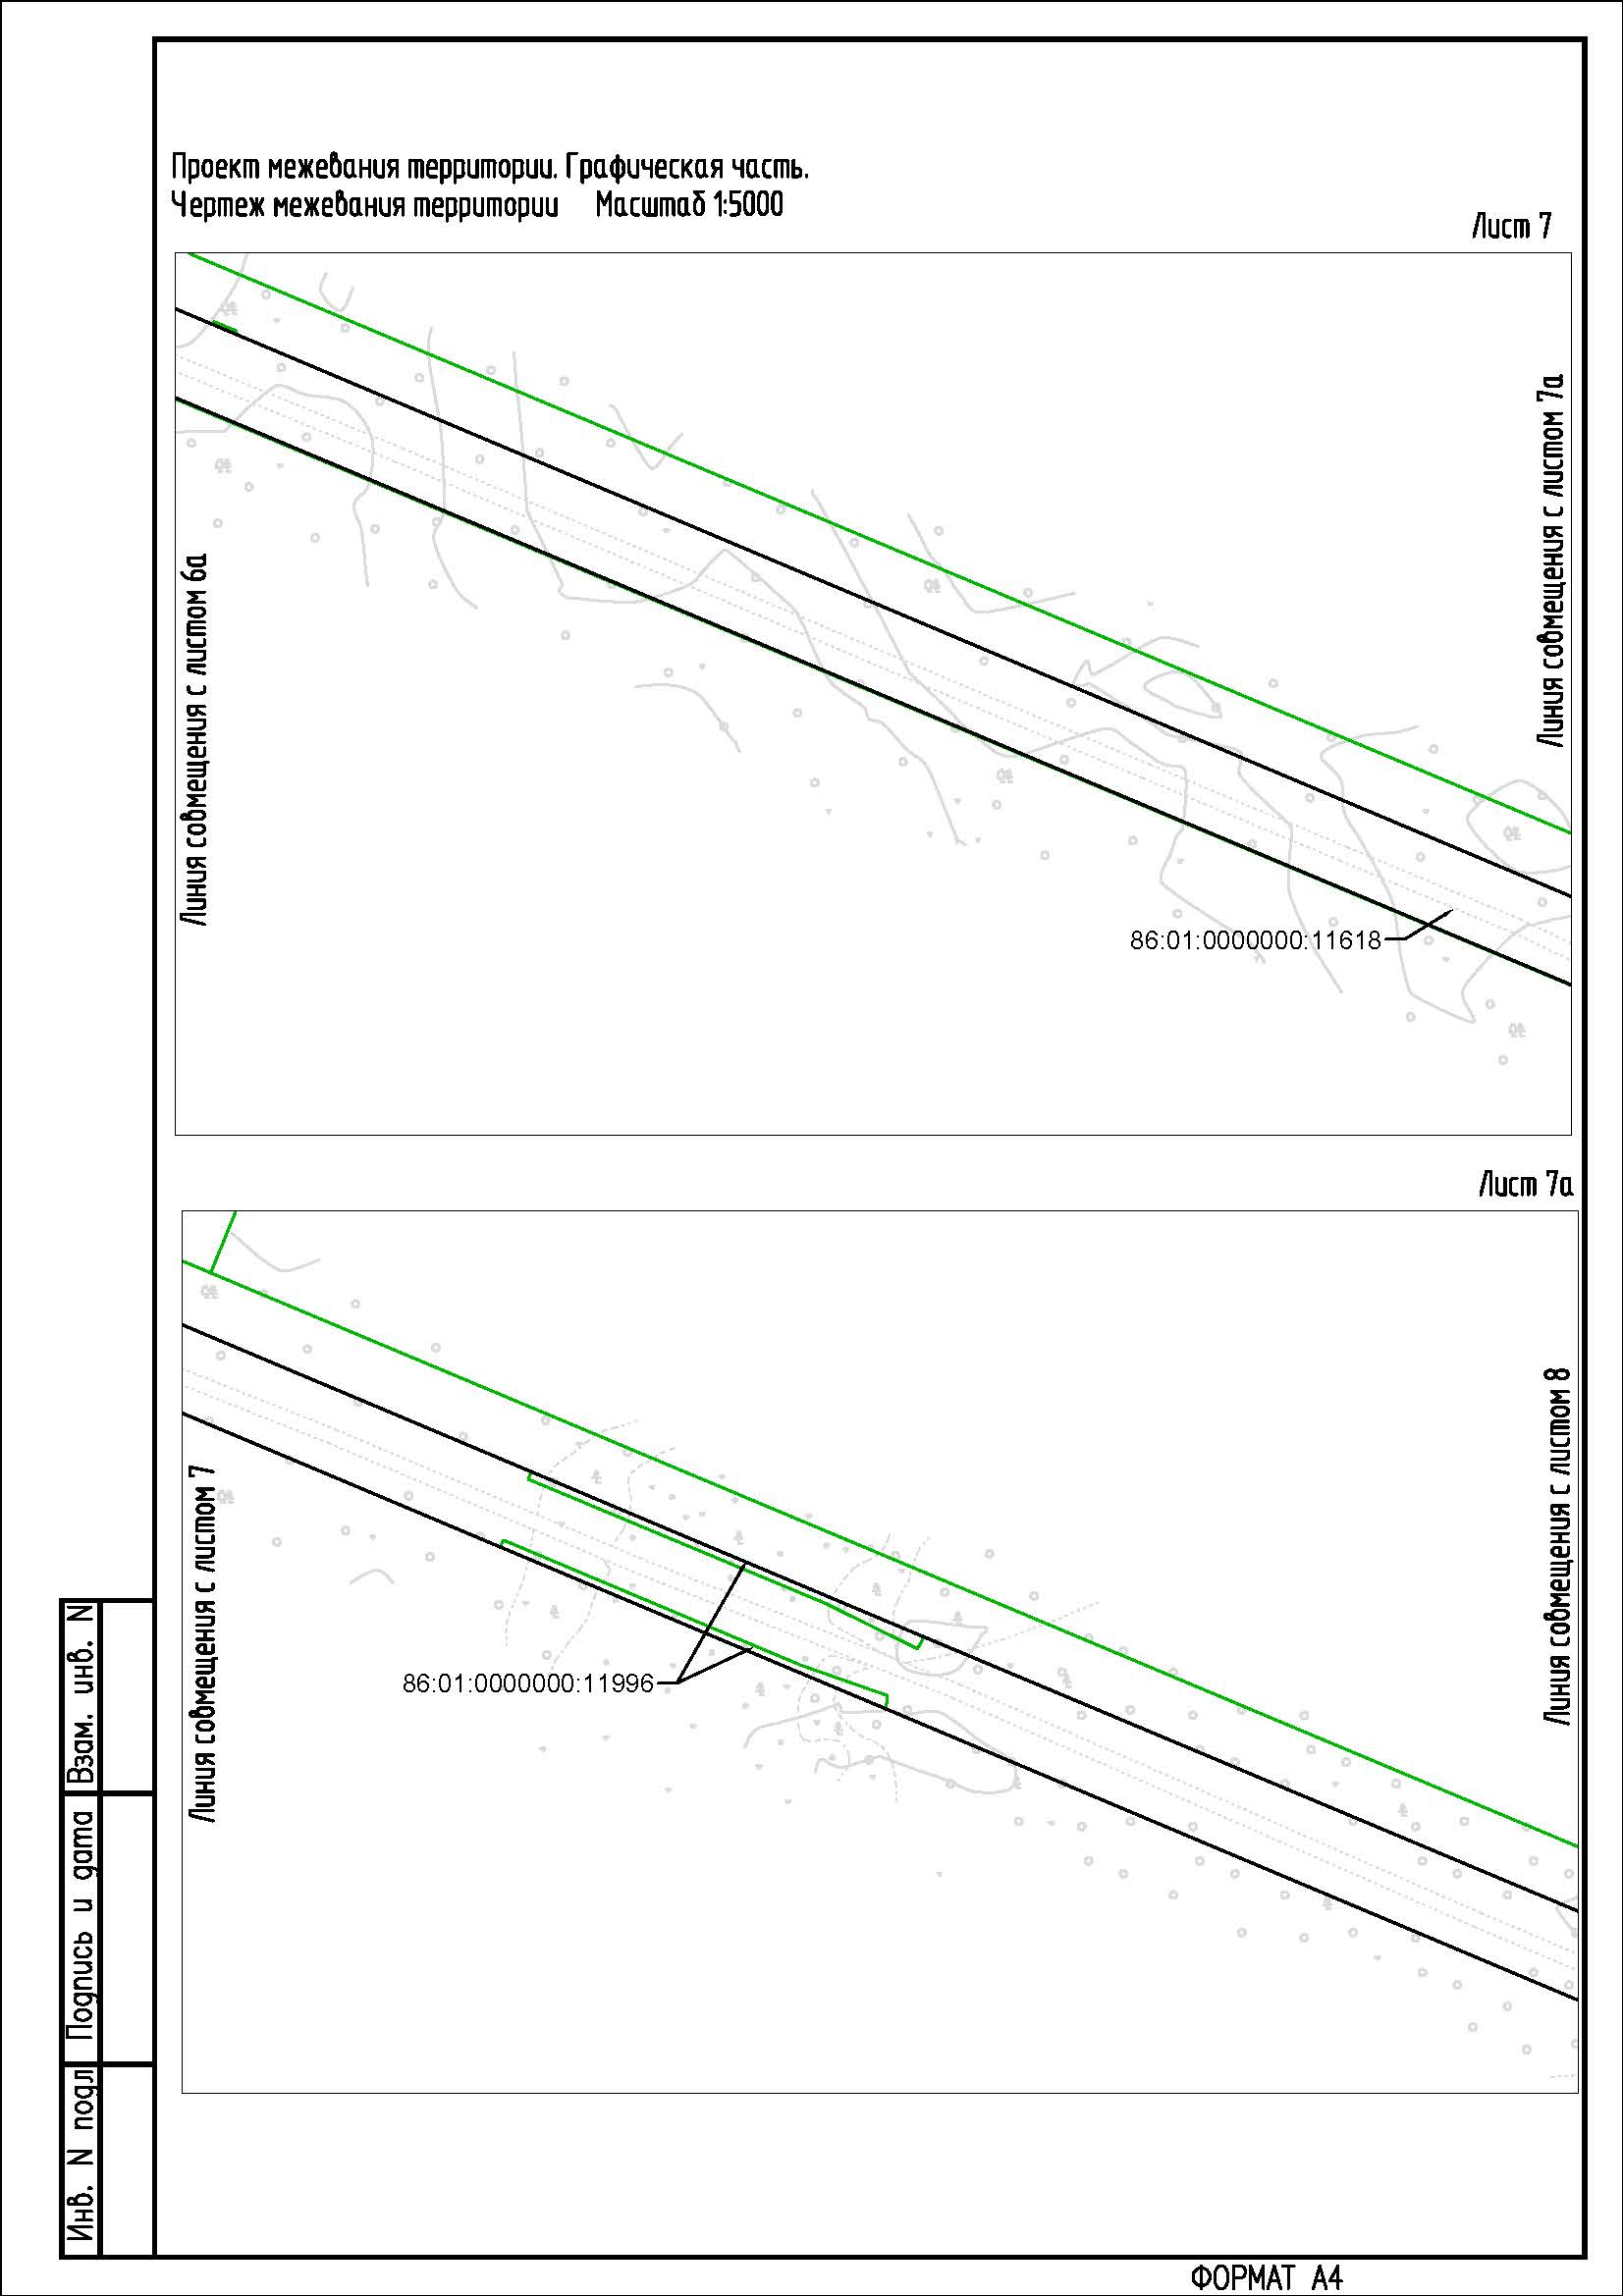 Проект межевания территории. Графическая часть.
Чертеж межевания территории Масштаб 1:5000
Лист 7
Линия совмещения с листом 6а
Линия совмещения с листом 7а
86:01:0000000:11618
Лист 7а
Линия совмещения с листом 7
Линия совмещения с листом 8
86:01:0000000:11996
Взам. инв. N
Подпись и дата
Инв. N подл
ФОРМАТ А4